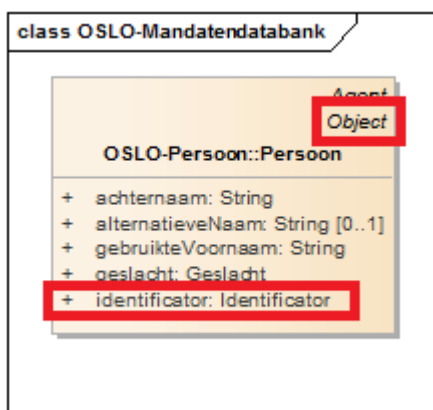 class OSLO-Mandatendatabank
Agent
Object
OSLO-Persoon::Persoon
+ achternaam: String
+ alternatieveNaam: String [0..1]
+ gebruikteVoornaam: String
+ geslacht: Geslacht
+ identificator: Identificator